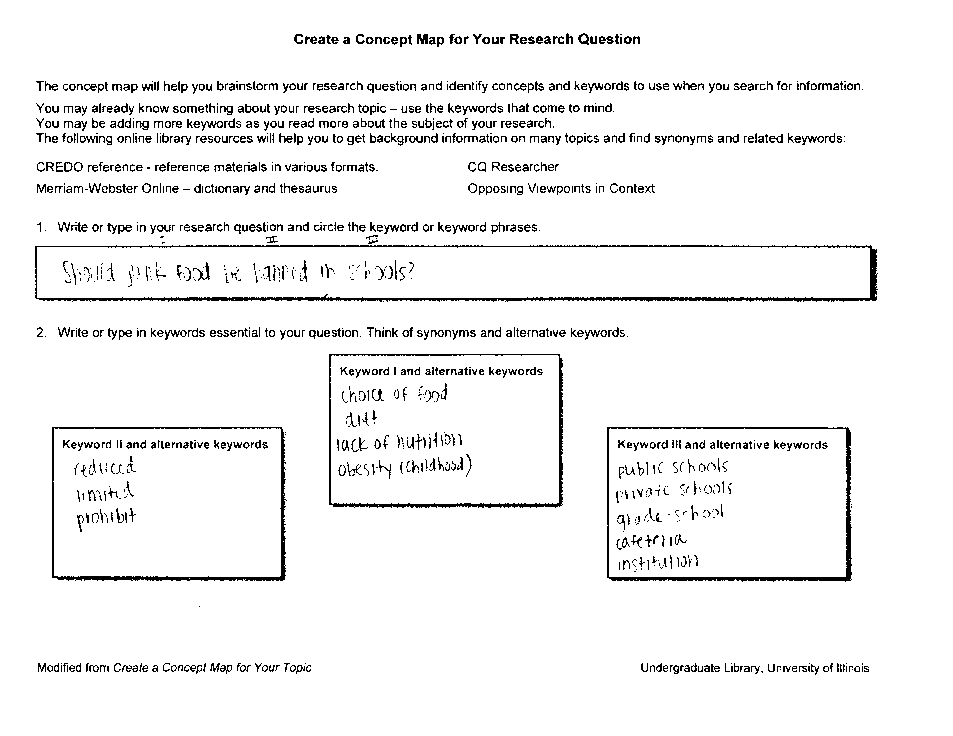 Create a Concept Map for Your Research Question
The concept map will help you brainstorm your research question and identify concepts and keywords to use when you search for information.
You may already know something about your research topic – use the keywords that come to mind.
You may be adding more keywords as you read more about the subject of your research.
The following online library resources will help you to get background information on many topics and find synonyms and related keywords:
CREDO reference - reference materials in various formats.
CQ Researcher
Merriam-Webster Online – dictionary and thesaurus
Opposing Viewpoints in Context
1. Write or type in your research question and circle the keyword or keyword phrases.
I II III
Should junk food be banned in schools?
2. Write or type in keywords essential to your question. Think of synonyms and alternative keywords.
Keyword I and alternative keywords
choice of food
diet
lack of nutrition
obesity (childhood)
Keyword II and alternative keywords
reduced
limited
prohibit
Keyword III and alternative keywords
public schools
private schools
grade-school
cafeteria
institution
Modified from Create a Concept Map for Your Topic
Undergraduate Library, University of Illinois